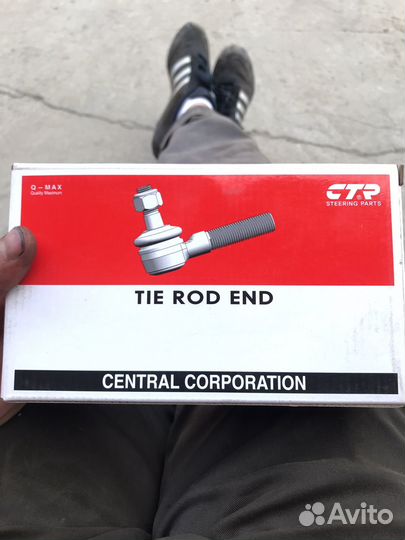 Q-MAX
Quality Maximum
CTR
®
STEERING PARTS
TIE ROD END
CENTRAL CORPORATION
Avito